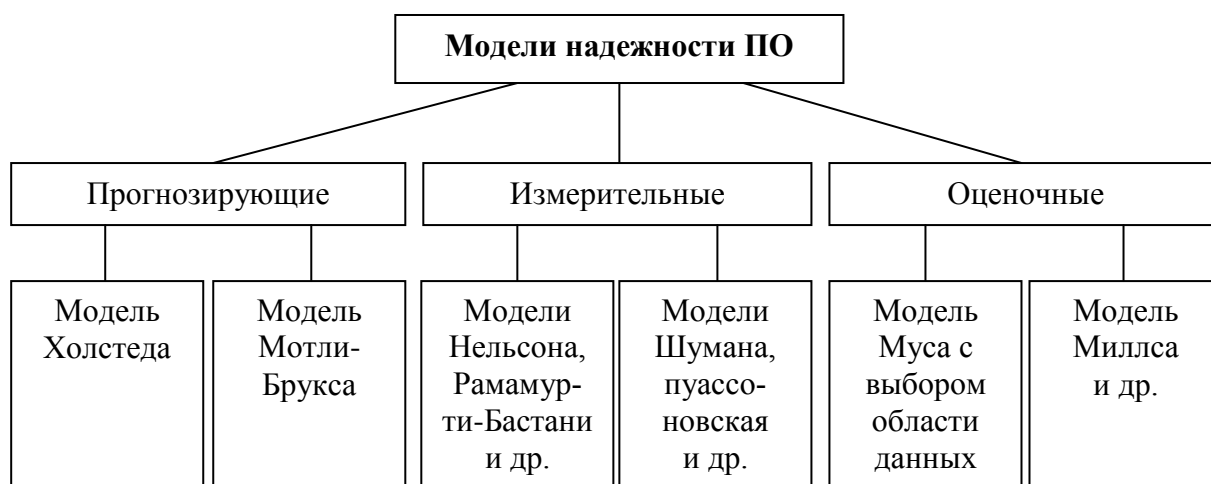 Модели надежности ПО
Прогнозирующие
Измерительные
Оценочные
Модель
Холстеда
Модель
Мотли-
Брукса
Модели
Нельсона,
Рамамур-
ти-Бастани
и др.
Модели
Шумана,
пуассо-
новская
и др.
Модель
Муса с
выбором
области
данных
Модель
Миллса
и др.